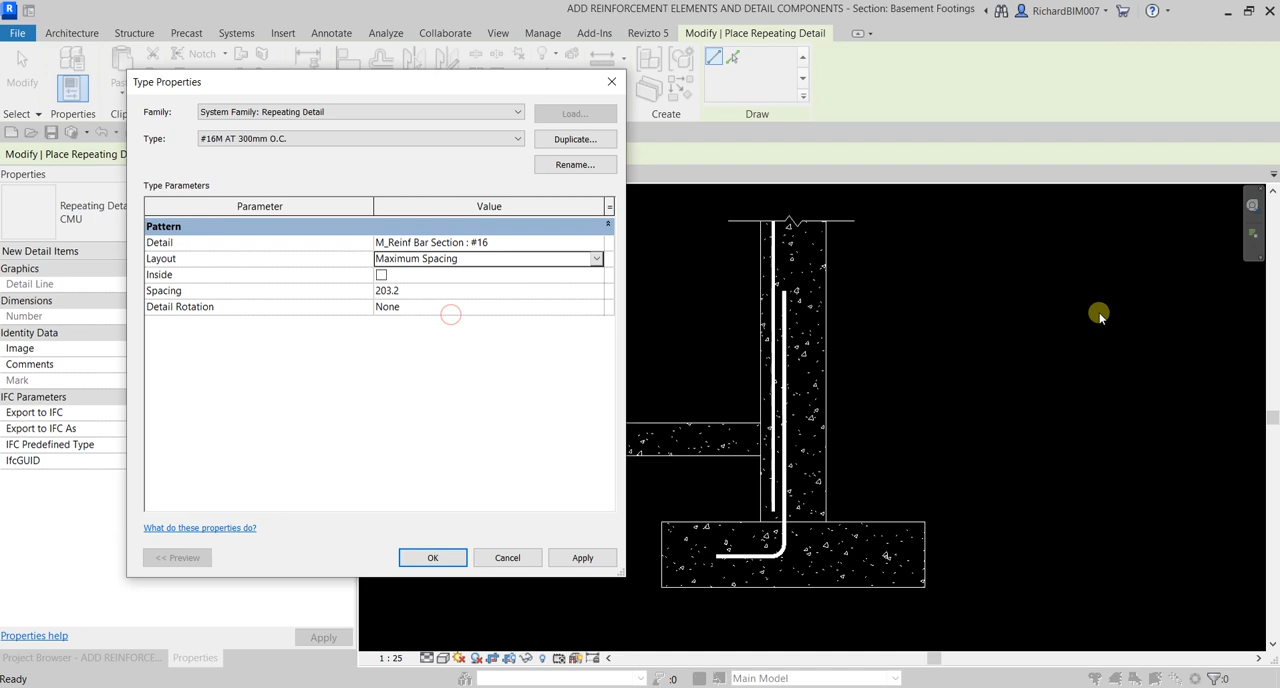 ADD REINFORCEMENT ELEMENTS AND DETAIL COMPONENTS - Section: Basement Footings
RichardBIM007
File Architecture Structure Precast Systems Insert Annotate Analyze Collaborate View Manage Add-Ins Revizto 5 Modify | Place Repeating Detail
Modify
Notch
Select Properties Create Draw
Modify | Place Repeating D
Type Properties
Family: System Family: Repeating Detail Load...
Type: #16M AT 300mm O.C. Duplicate...
Rename...
Type Parameters
Parameter Value =
Pattern
Detail M_Reinf Bar Section : #16
Layout Maximum Spacing
Inside
Spacing 203.2
Detail Rotation None
What do these properties do?
<< Preview OK Cancel Apply
Properties
Repeating Deta
CMU
New Detail Items
Graphics
Detail Line
Dimensions
Number
Identity Data
Image
Comments
Mark
IFC Parameters
Export to IFC
Export to IFC As
IFC Predefined Type
IfcGUID
Properties help Apply
Project Browser - ADD REINFORCE... Properties
1 : 25
Ready
:0
Main Model
:0